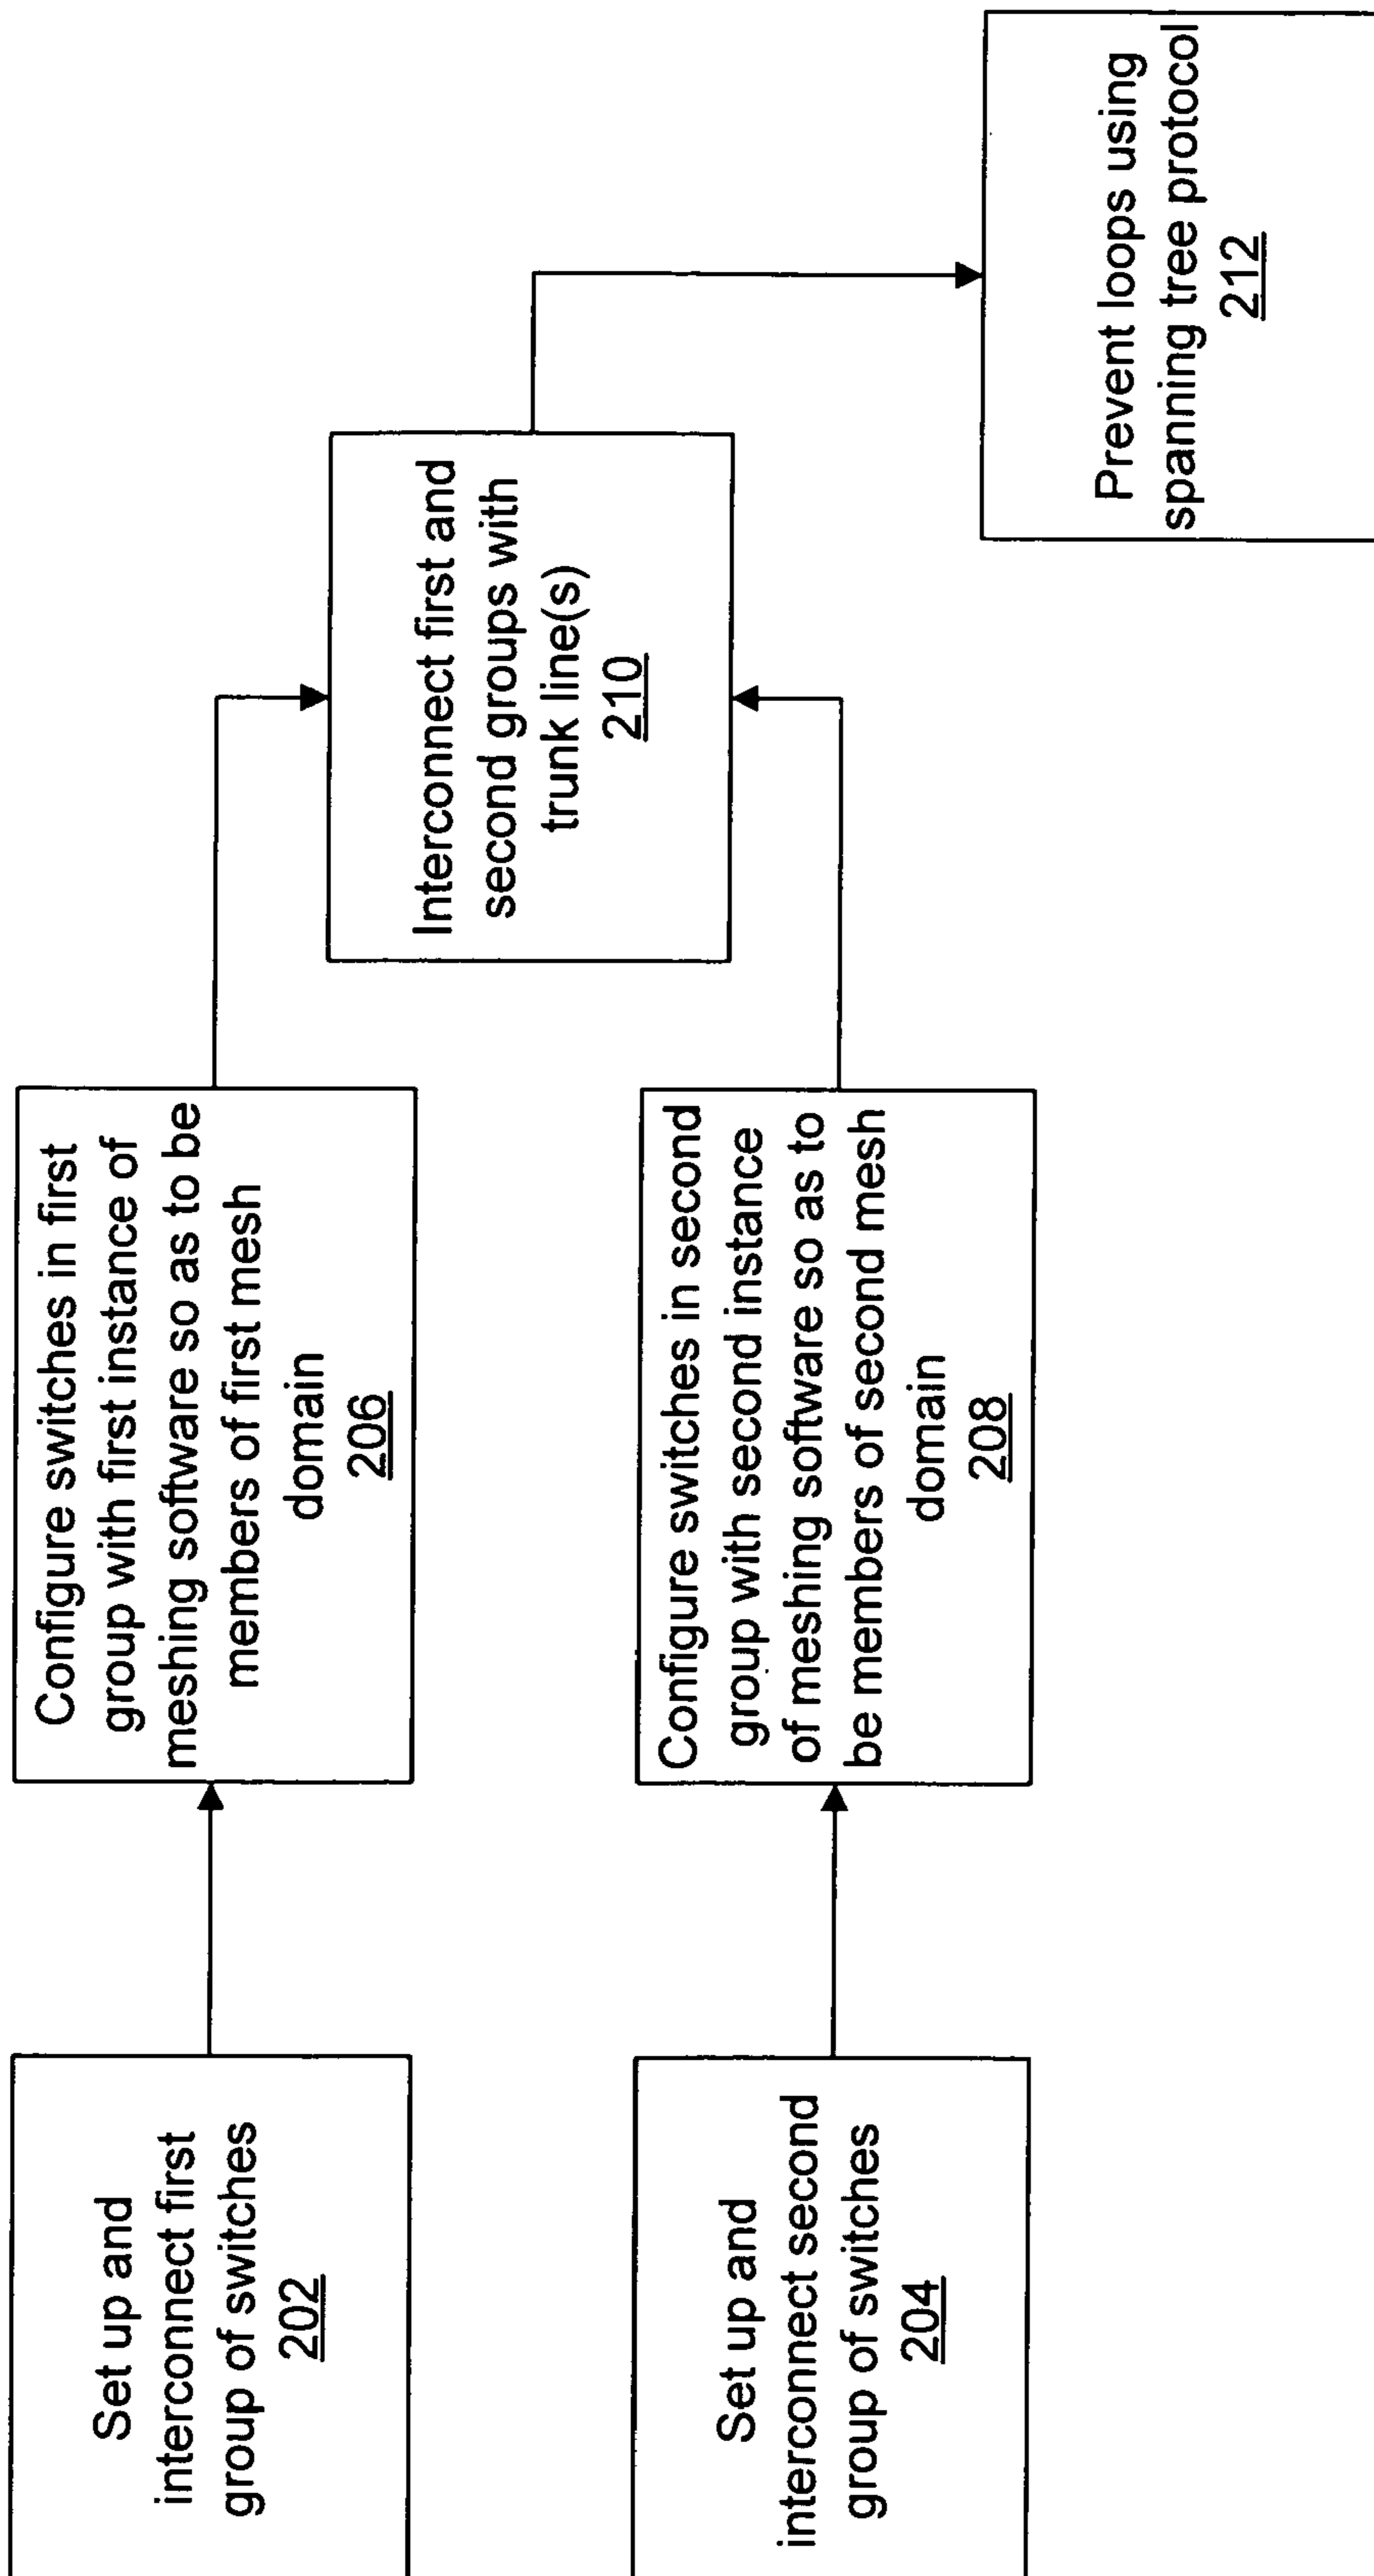 Set up and
interconnect first
group of switches
202
Set up and
interconnect second
group of switches
204
Configure switches in first
group with first instance of
meshing software so as to be
members of first mesh
domain
206
Configure switches in second
group with second instance
of meshing software so as to
be members of second mesh
domain
208
Interconnect first and
second groups with
trunk line(s)
210
Prevent loops using
spanning tree protocol
212